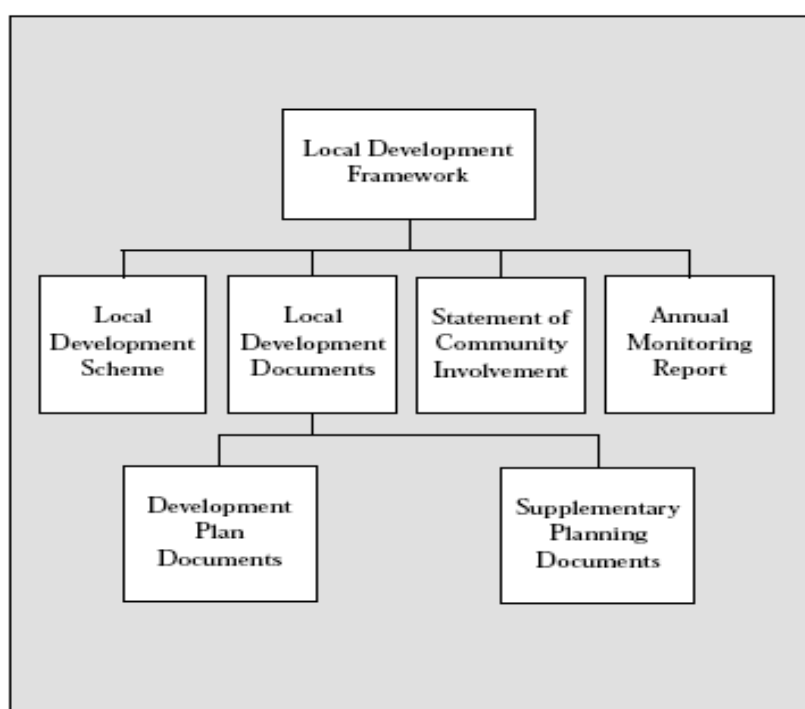 Local Development
Framework
Local
Development
Scheme
Local
Development
Documents
Statement of
Community
Involvement
Annual
Monitoring
Report
Development
Plan
Documents
Supplementary
Planning
Documents